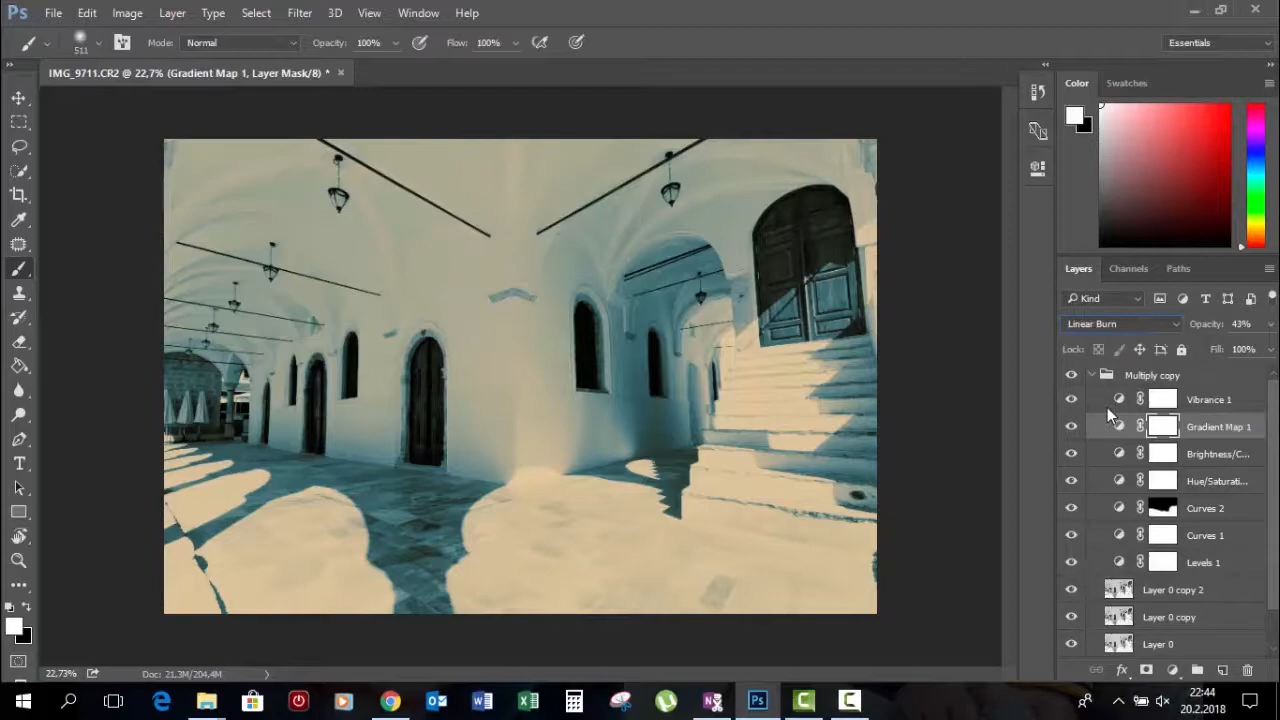 Ps File Edit Image Layer Type Select Filter 3D View Window Help
511 Mode: Normal Opacity: 100% Flow: 100% Essentials
IMG_9711.CR2 @ 22,7% (Gradient Map 1, Layer Mask/8) *
Color Swatches
Layers Channels Paths
Kind
Linear Burn Opacity: 43%
Lock: Fill: 100%
Multiply copy
Vibrance 1
Gradient Map 1
Brightness/C...
Hue/Saturati...
Curves 2
Curves 1
Levels 1
Layer 0 copy 2
Layer 0 copy
Layer 0
22,73% Doc: 21,3M/204,4M
22:44
20.2.2018